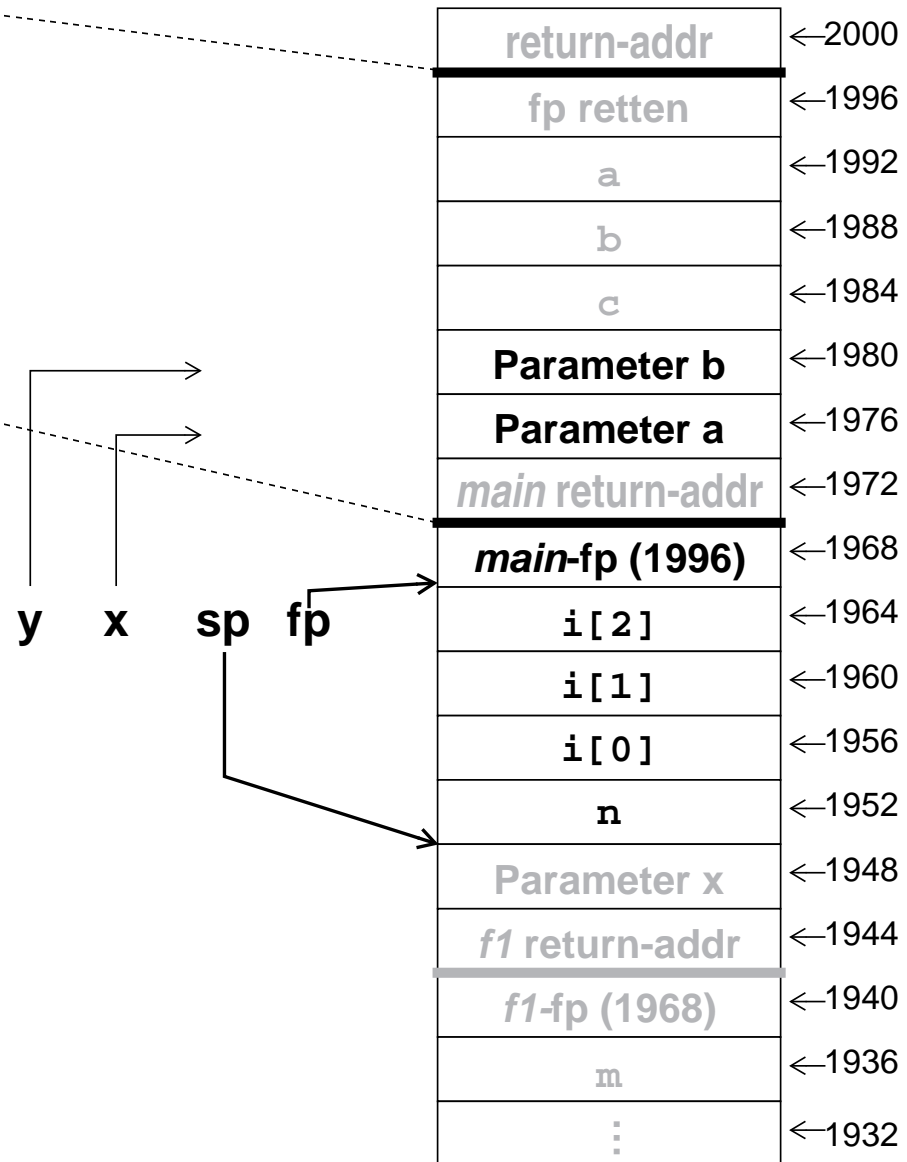 return-addr ←2000
fp retten ←1996
a ←1992
b ←1988
c ←1984
Parameter b ←1980
Parameter a ←1976
main return-addr ←1972
main-fp (1996) ←1968
y x sp fp
i[2] ←1964
i[1] ←1960
i[0] ←1956
n ←1952
Parameter x ←1948
f1 return-addr ←1944
f1-fp (1968) ←1940
m ←1936
⋮ ←1932